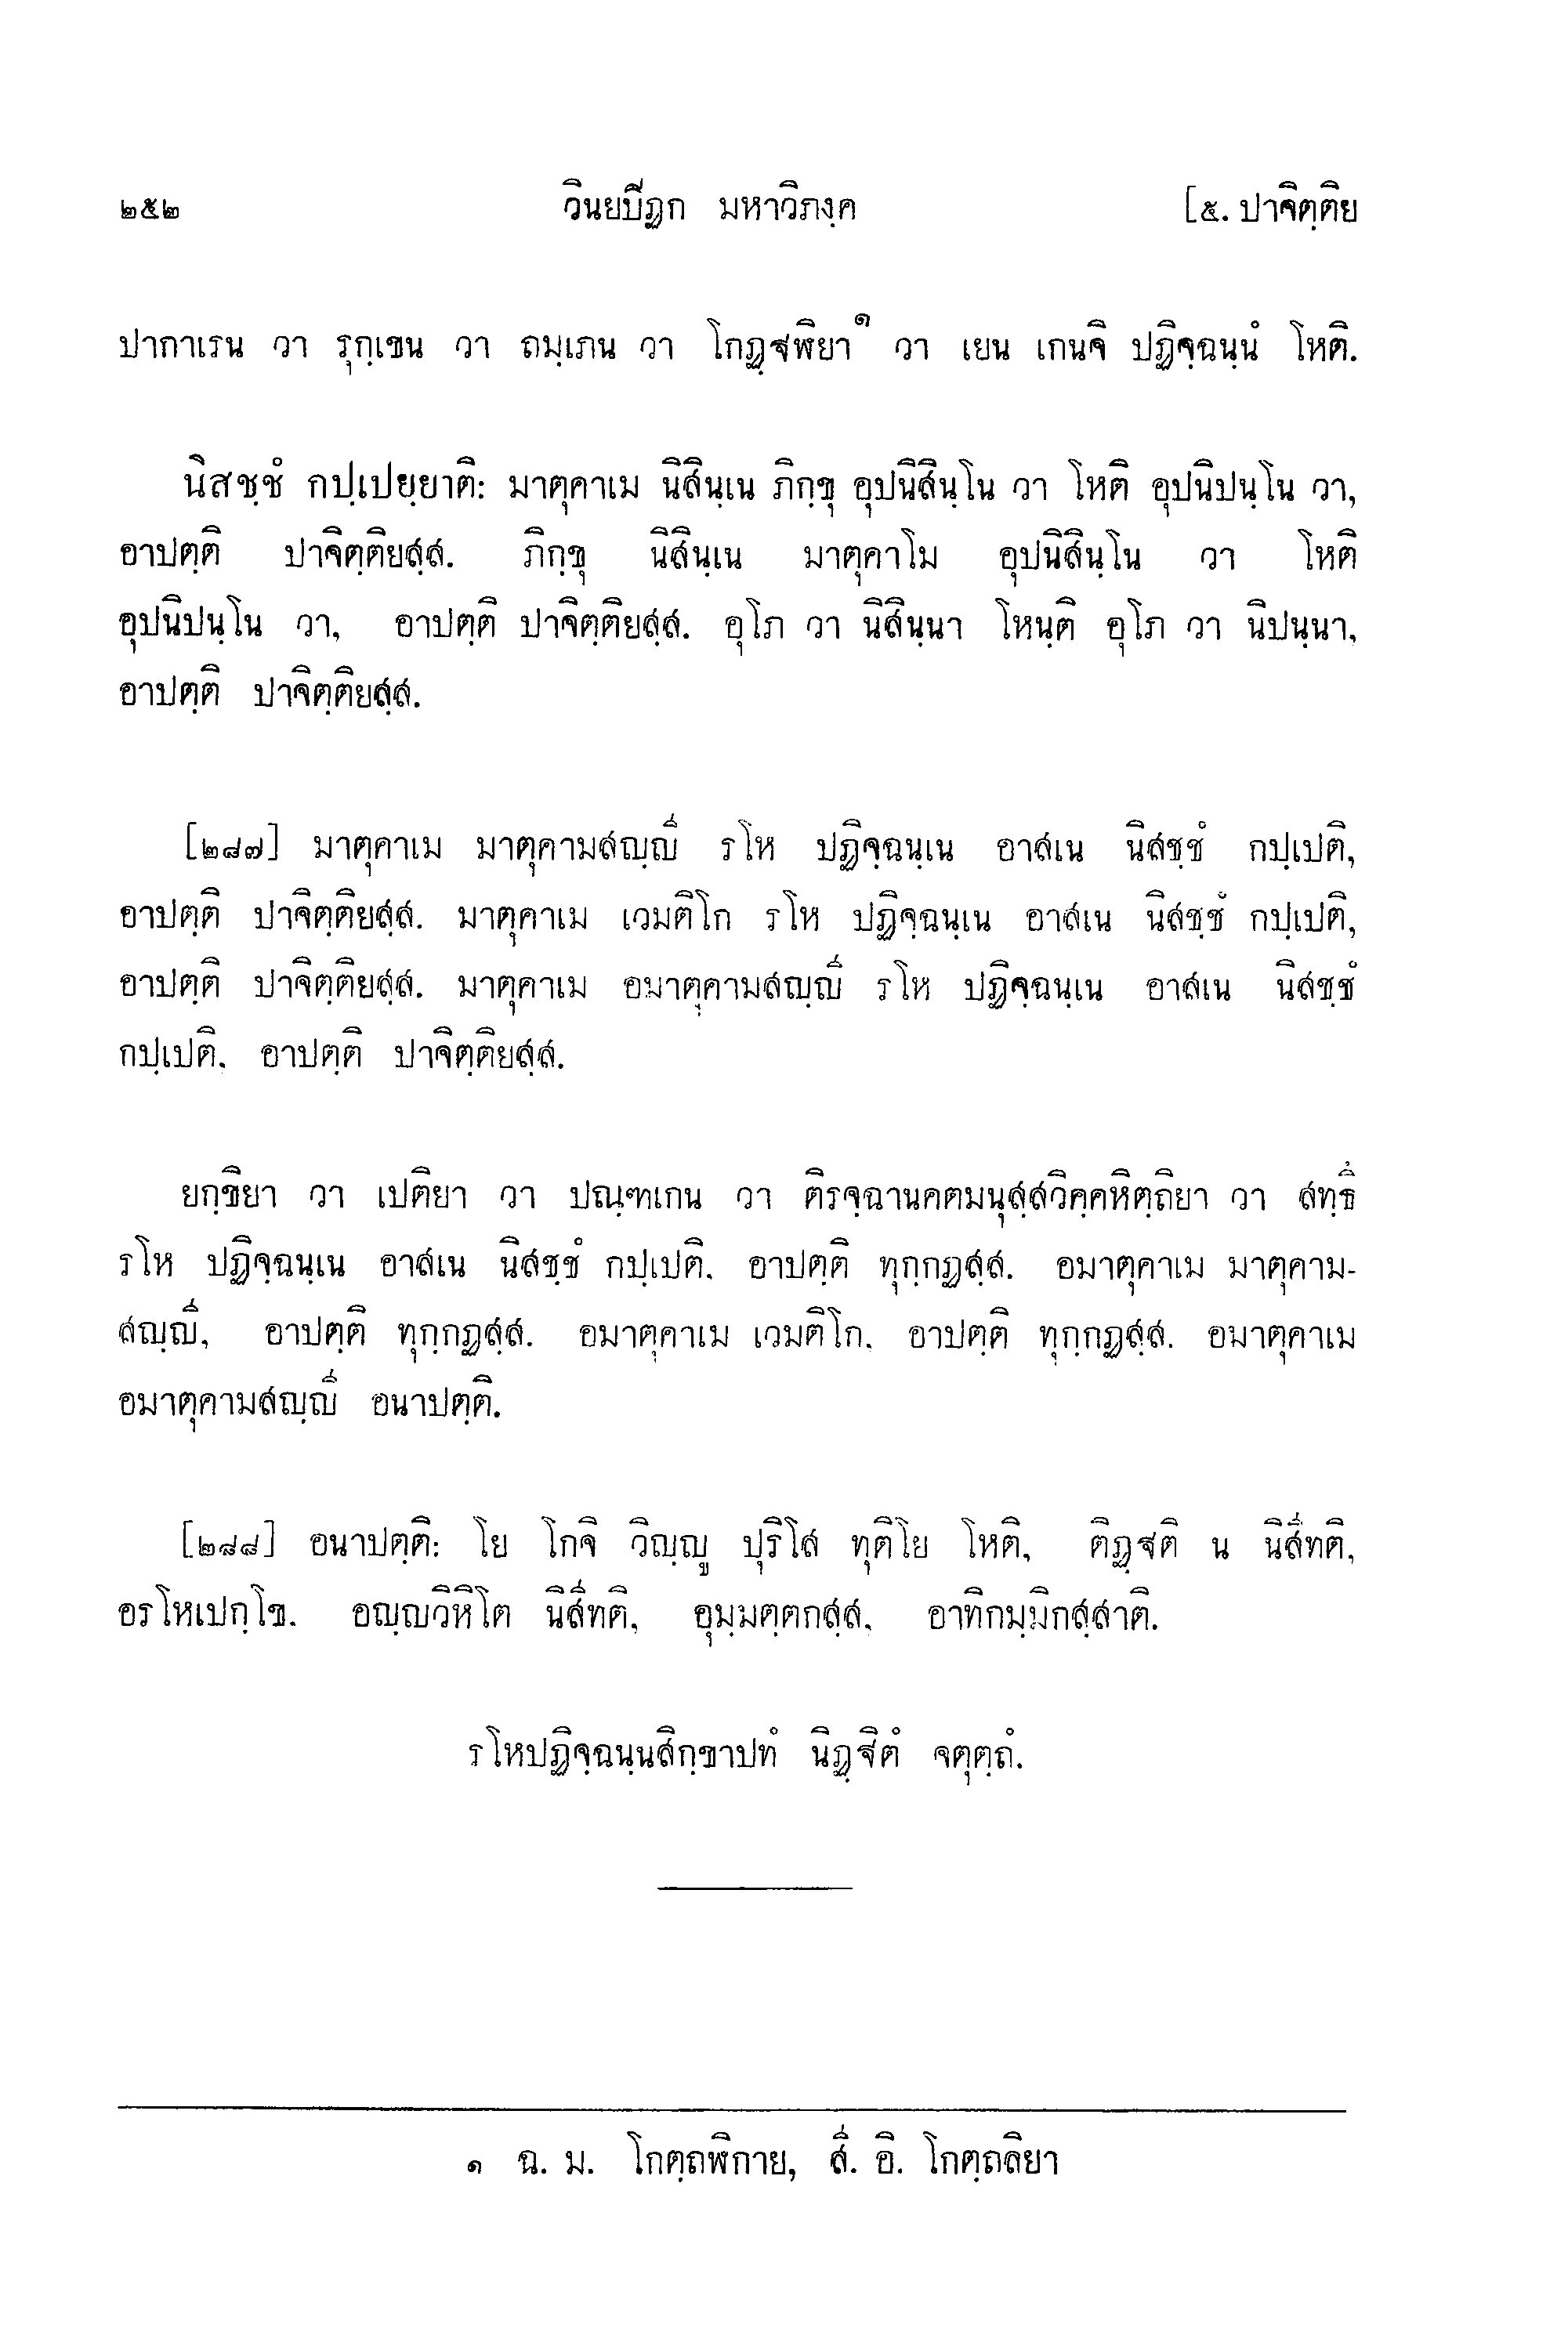 ๒๕๒ วินยปิฏก มหาวิภงฺค [๕. ปาจิตฺติย
ปากาเรน วา รุกฺเขน วา ถมฺเภน วา โกฏฺฐฬิยา๑ วา เยน เกนจิ ปฏิจฺฉนฺนํ โหติ.
นิสชฺชํ กปฺเปยฺยาติ: มาตุคาเม นิสินฺเน ภิกฺขุ อุปนิสินฺโน วา โหติ อุปนิปนฺโน วา,
อาปตฺติ ปาจิตฺติยสฺส. ภิกฺขุ นิสินฺเน มาตุคาโม อุปนิสินฺโน วา โหติ
อุปนิปนฺโน วา, อาปตฺติ ปาจิตฺติยสฺส. อุโภ วา นิสินฺนา โหนฺติ อุโภ วา นิปนฺนา,
อาปตฺติ ปาจิตฺติยสฺส.
[๒๘๗] มาตุคาเม มาตุคามสญฺญี รโห ปฏิจฺฉนฺเน อาสเน นิสชฺชํ กปฺเปติ,
อาปตฺติ ปาจิตฺติยสฺส. มาตุคาเม เวมติโก รโห ปฏิจฺฉนฺเน อาสเน นิสชฺชํ กปฺเปติ,
อาปตฺติ ปาจิตฺติยสฺส. มาตุคาเม อมาตุคามสญฺญี รโห ปฏิจฺฉนฺเน อาสเน นิสชฺชํ
กปฺเปติ, อาปตฺติ ปาจิตฺติยสฺส.
ยกฺขิยา วา เปติยา วา ปณฺฑเกน วา ติรจฺฉานคตมนุสฺสวิคฺคหิตฺถิยา วา สทฺธึ
รโห ปฏิจฺฉนฺเน อาสเน นิสชฺชํ กปฺเปติ, อาปตฺติ ทุกฺกฏสฺส. อมาตุคาเม มาตุคาม-
สญฺญี, อาปตฺติ ทุกฺกฏสฺส. อมาตุคาเม เวมติโก, อาปตฺติ ทุกฺกฏสฺส. อมาตุคาเม
อมาตุคามสญฺญี อนาปตฺติ.
[๒๘๘] อนาปตฺติ: โย โกจิ วิญฺญู ปุริโส ทุติโย โหติ, ติฏฺฐติ น นิสีทติ,
อรโหเปกฺโข, อญฺญวิหิโต นิสีทติ, อุมฺมตฺตกสฺส, อาทิกมฺมิกสฺสาติ.
รโหปฏิจฺฉนฺนสิกฺขาปทํ นิฏฺฐิตํ จตุตฺถํ.
๑ ฉ. ม. โกตฺถฬิกาย, สี. อิ. โกตฺถลิยา